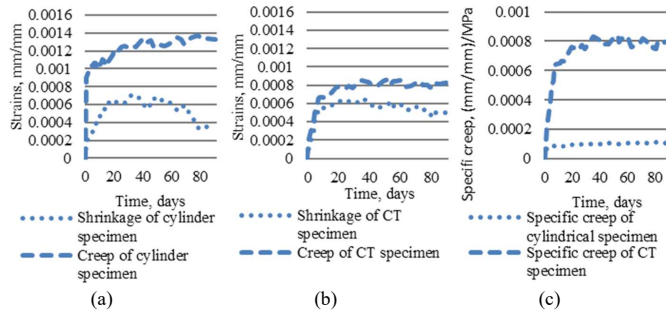 0.0016
0.0014
0.0012
0.001
0.0008
0.0006
0.0004
0.0002
0
Strains, mm/mm
0 20 40 60 80
Time, days
Shrinkage of cylinder
specimen
Creep of cylinder
specimen
(a)
0.0016
0.0014
0.0012
0.001
0.0008
0.0006
0.0004
0.0002
0
Strains, mm/mm
0 20 40 60 80
Time, days
Shrinkage of CT
specimen
Creep of CT specimen
(b)
0.001
0.0008
0.0006
0.0004
0.0002
0
Specifi creep, (mm/mm)/MPa
0 20 40 60 80
Time, days
Specific creep of
cylindrical specimen
Specific creep of CT
specimen
(c)